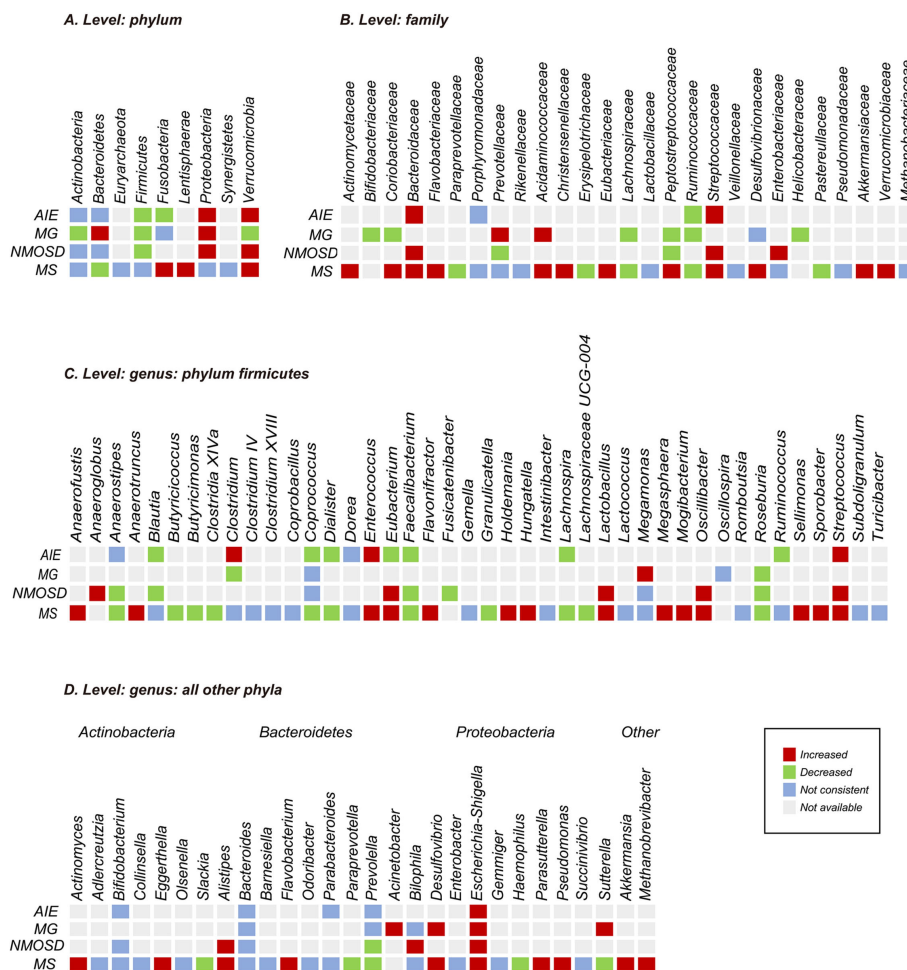 A. Level: phylum
Actinobacteria
Bacteroidetes
Euryarchaeota
Firmicutes
Fusobacteria
Lentisphaerae
Proteobacteria
Synergistetes
Verrucomicrobia
AIE
MG
NMOSD
MS
B. Level: family
Actinomycetaceae
Bifidobacteriaceae
Coriobacteriaceae
Bacteroidaceae
Flavobacteriaceae
Paraprevotellaceae
Porphyromonadaceae
Prevotellaceae
Rikenellaceae
Acidaminococcaceae
Christensenellaceae
Erysipelotrichaceae
Eubacteriaceae
Lachnospiraceae
Lactobacillaceae
Peptostreptococcaceae
Ruminococcaceae
Streptococcaceae
Veillonellaceae
Desulfovibrionaceae
Enterobacteriaceae
Helicobacteraceae
Pasteurellaceae
Pseudomonadaceae
Akkermansiaceae
Verrucomicrobiaceae
Methanobacteriaceae
AIE
MG
NMOSD
MS
C. Level: genus: phylum firmicutes
Anaerofustis
Anaeroglobus
Anaerostipes
Anaerotruncus
Blautia
Butyricicoccus
Butyricimonas
Clostridia XIVa
Clostridium
Clostridium IV
Clostridium XVIII
Coprobacillus
Coprococcus
Dialister
Dorea
Enterococcus
Eubacterium
Faecalibacterium
Flavonifractor
Fusicatenibacter
Gemella
Granulicatella
Holdemania
Hungatella
Intestinibacter
Lachnospira
Lachnospiraceae UCG-004
Lactobacillus
Lactococcus
Megamonas
Megasphaera
Mogibacterium
Oscillibacter
Oscillospira
Romboutsia
Roseburia
Ruminococcus
Sellimonas
Sporobacter
Streptococcus
Subdoligranulum
Turicibacter
AIE
MG
NMOSD
MS
D. Level: genus: all other phyla
Actinobacteria
Bacteroidetes
Proteobacteria
Other
Actinomyces
Adlercreutzia
Bifidobacterium
Collinsella
Eggerthella
Olsenella
Slackia
Alistipes
Bacteroides
Barnesiella
Flavobacterium
Odoribacter
Parabacteroides
Paraprevotella
Prevolella
Acinetobacter
Bilophila
Desulfovibrio
Enterobacter
Escherichia-Shigella
Gemmiger
Haemophilus
Parasutterella
Pseudomonas
Succinivibrio
Sutterella
Akkermansia
Methanobrevibacter
AIE
MG
NMOSD
MS
Increased
Decreased
Not consistent
Not available